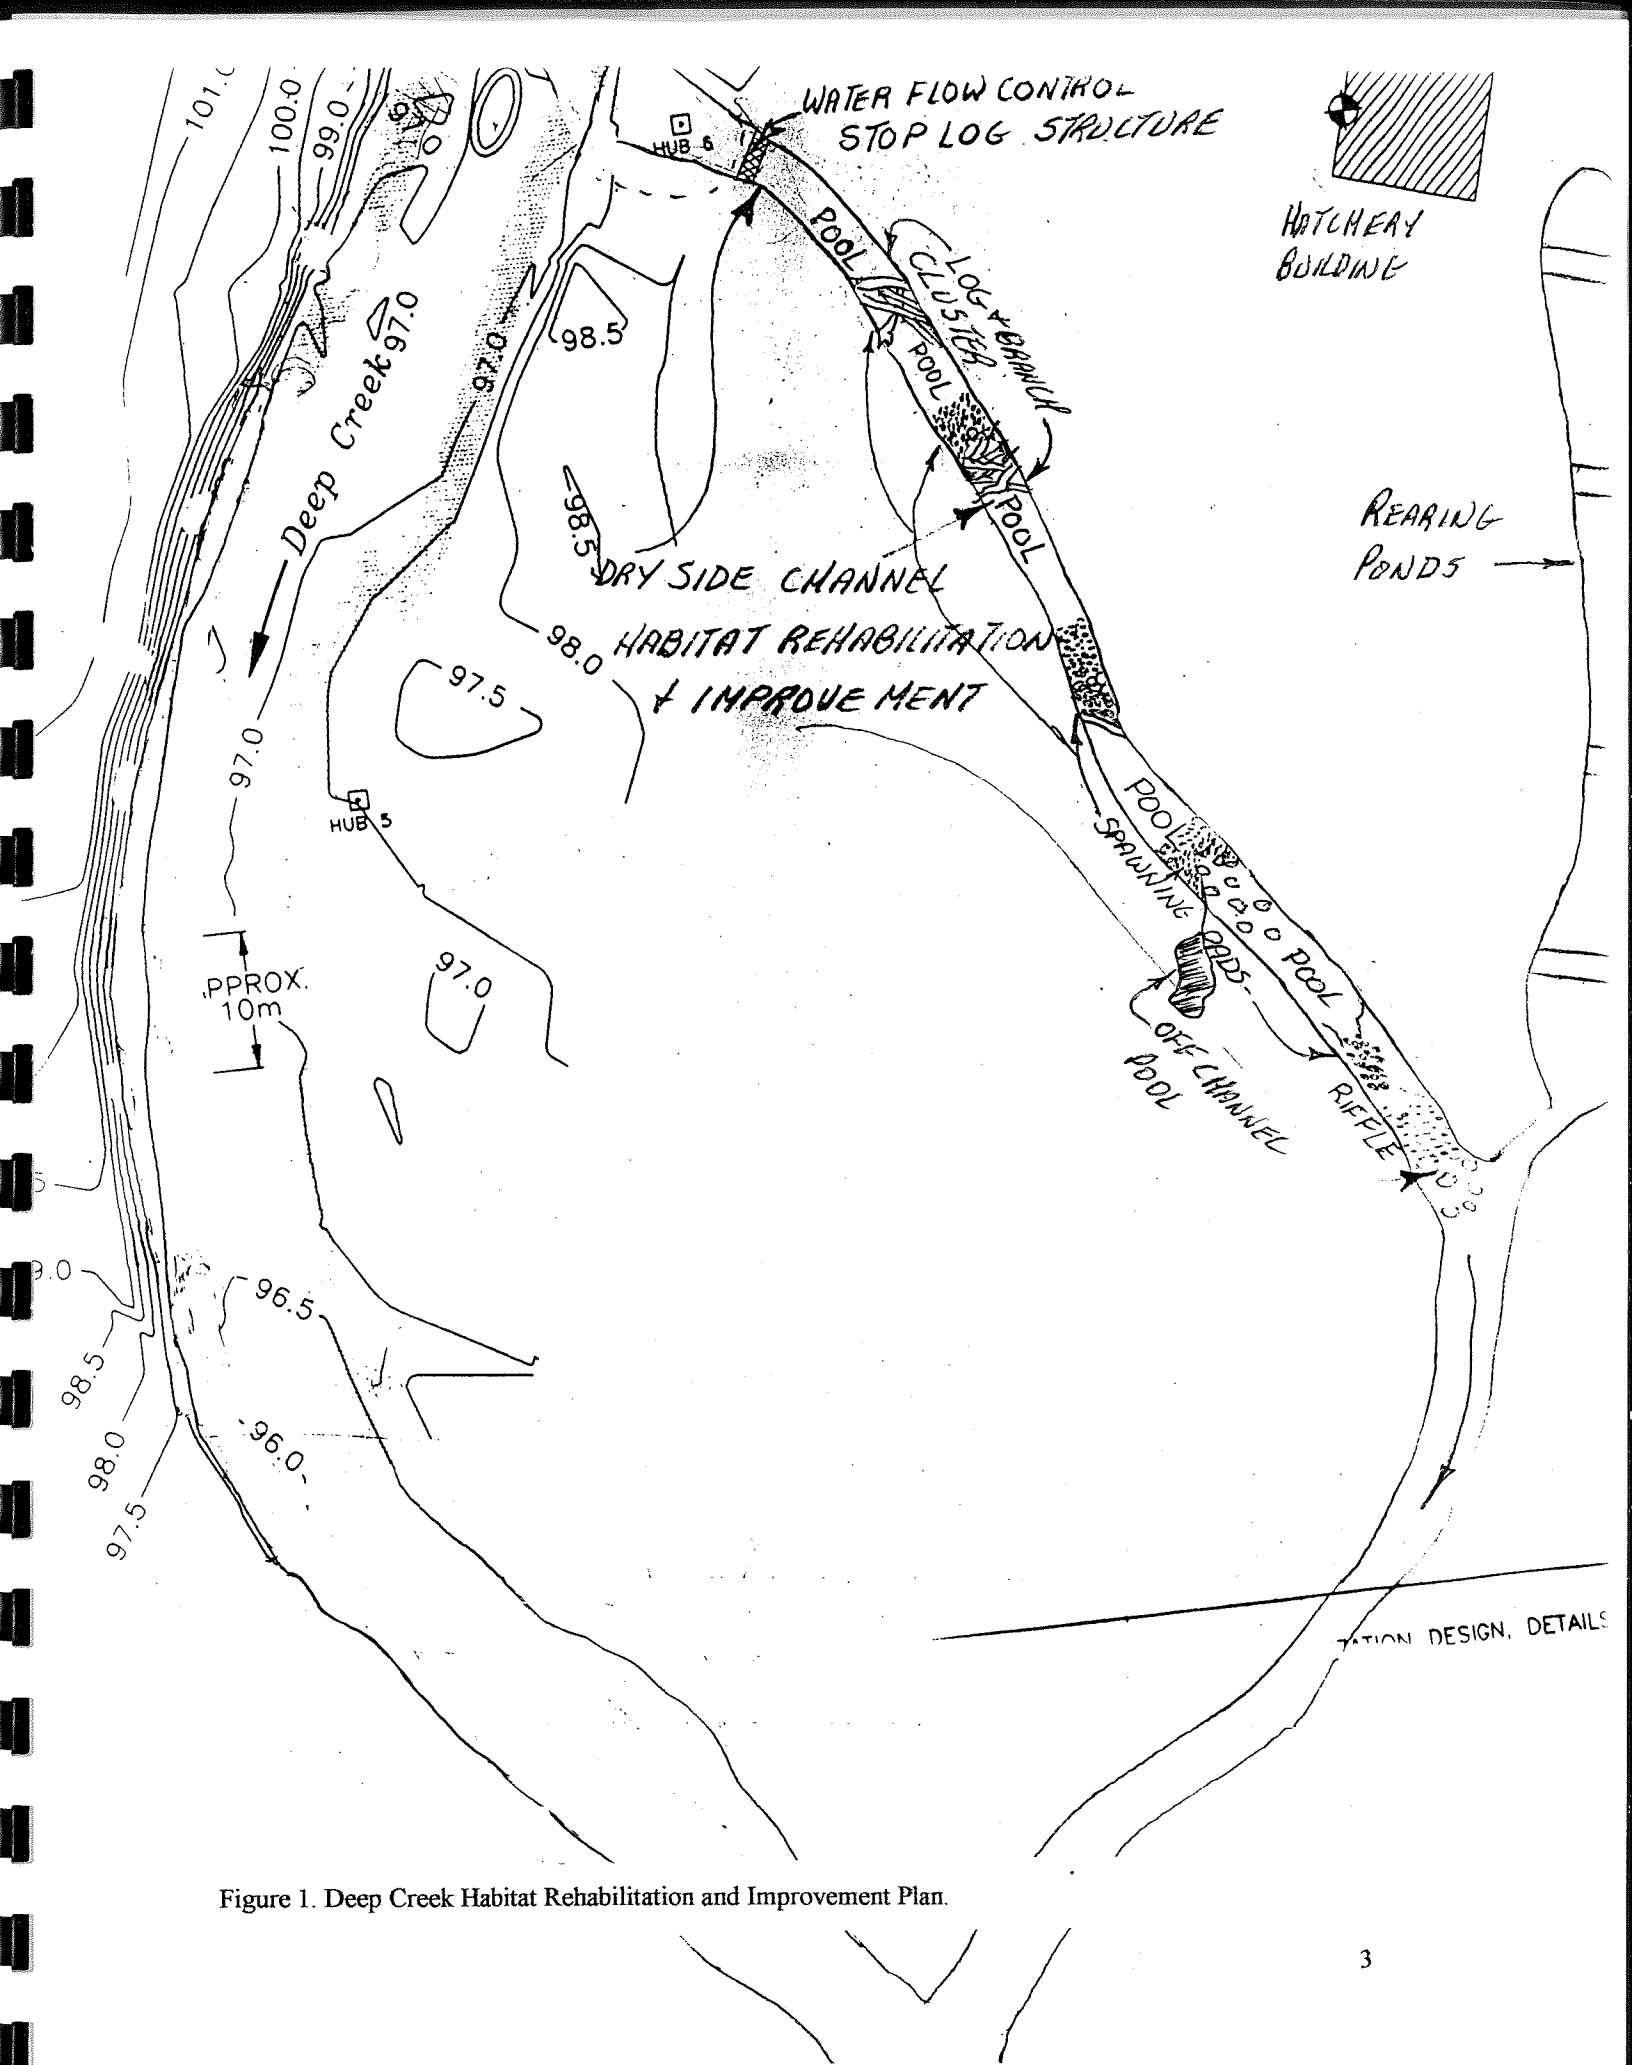 101.0
100.0
99.0
WATER FLOW CONTROL
STOP LOG STRUCTURE
HUB 6
HATCHERY
BUILDING
POOL
LOG & BRANCH
CLUSTER
97.0
Deep Creek
97.0
98.5
POOL
98.5
POOL
REARING
PONDS
DRY SIDE CHANNEL
HABITAT REHABILITATION
& IMPROVEMENT
98.0
97.5
97.0
HUB 5
POOL
SPAWNING PADS
POOL
97.0
PPROX.
10m
OFF CHANNEL
POOL
RIFFLE
9.0
96.5
98.5
96.0
98.0
97.5
DESIGN, DETAILS
Figure 1. Deep Creek Habitat Rehabilitation and Improvement Plan.
3